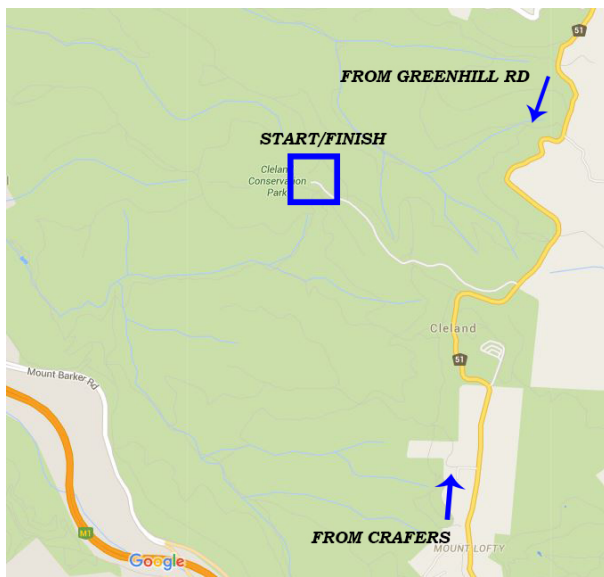 51
FROM GREENHILL RD
START/FINISH
Cleland
Conservation
Park
Cleland
51
Mount Barker Rd
M1
Google
FROM CRAFERS
MOUNT LOFTY